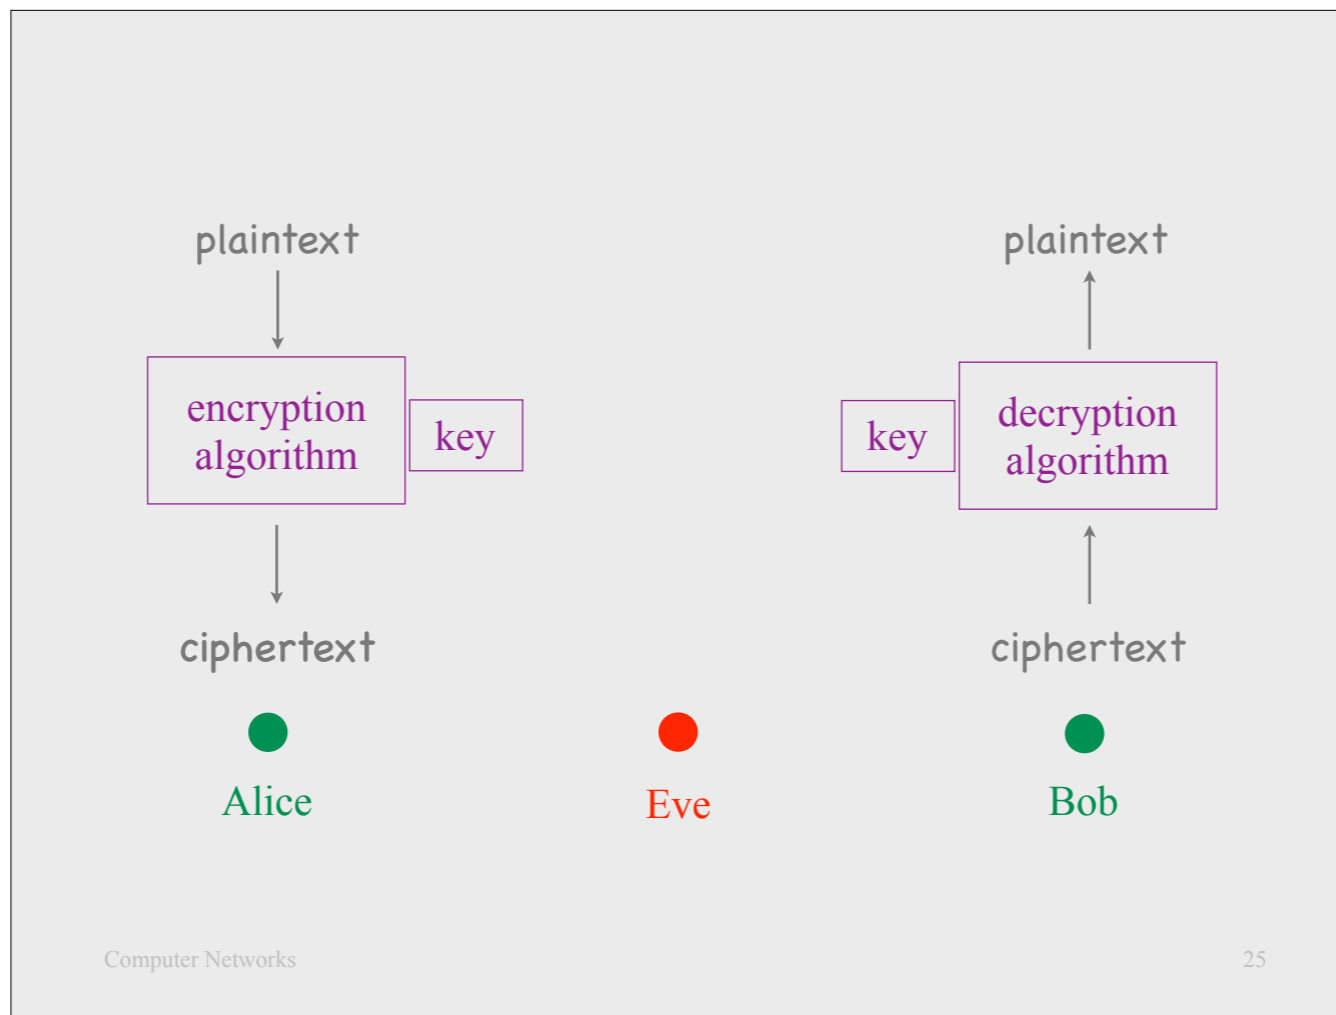 plaintext
encryption
algorithm
key
ciphertext
plaintext
key
decryption
algorithm
ciphertext
Alice
Eve
Bob
Computer Networks
25